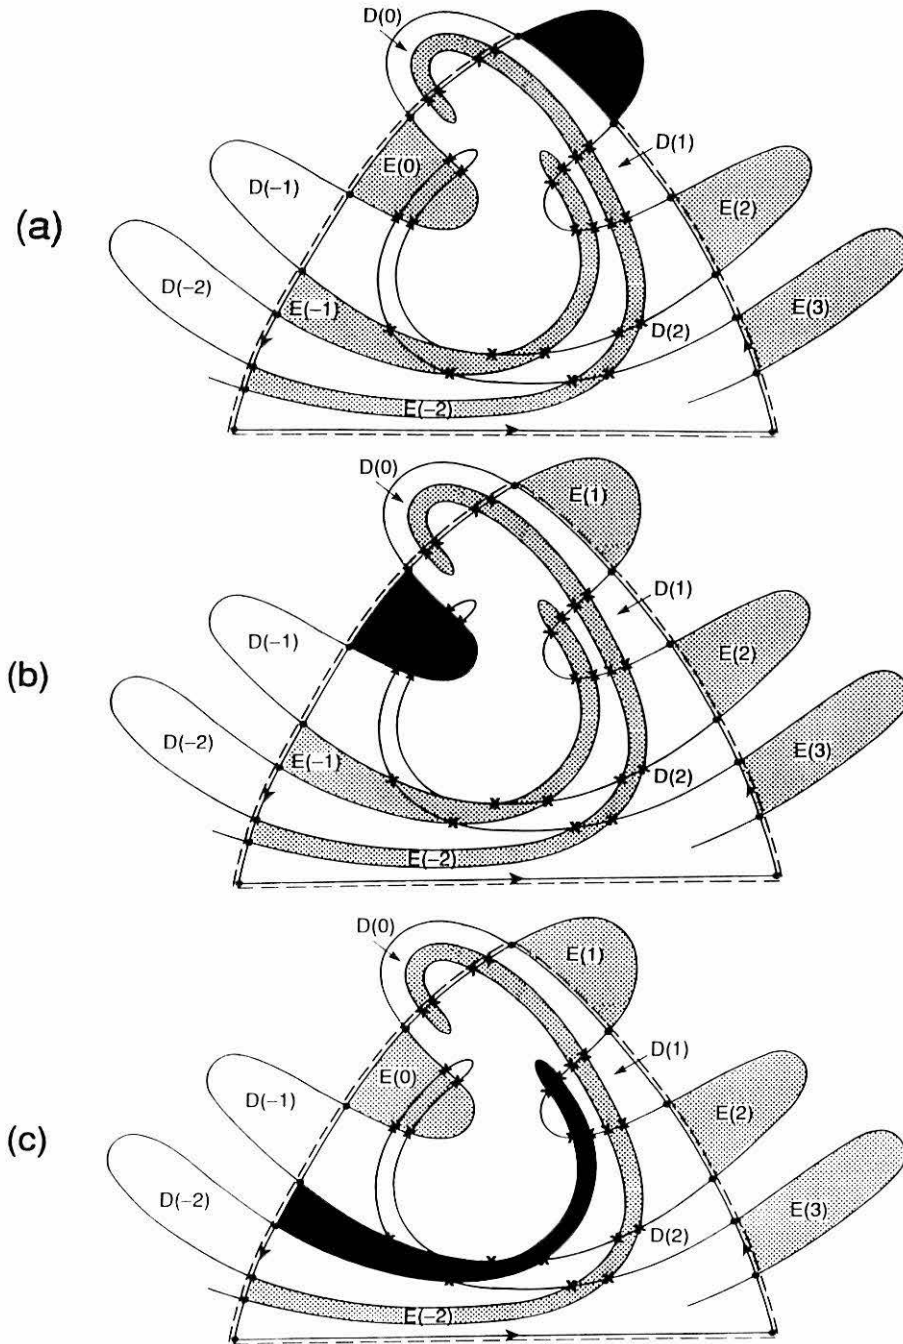 D(0)
D(1)
E(0)
D(−1)
E(2)
(a)
D(−2)
E(−1)
E(3)
D(2)
E(−2)
D(0)
E(1)
D(1)
D(−1)
E(2)
(b)
D(−2)
E(−1)
E(3)
D(2)
E(−2)
D(0)
E(1)
D(1)
E(0)
D(−1)
E(2)
(c)
D(−2)
E(3)
D(2)
E(−2)